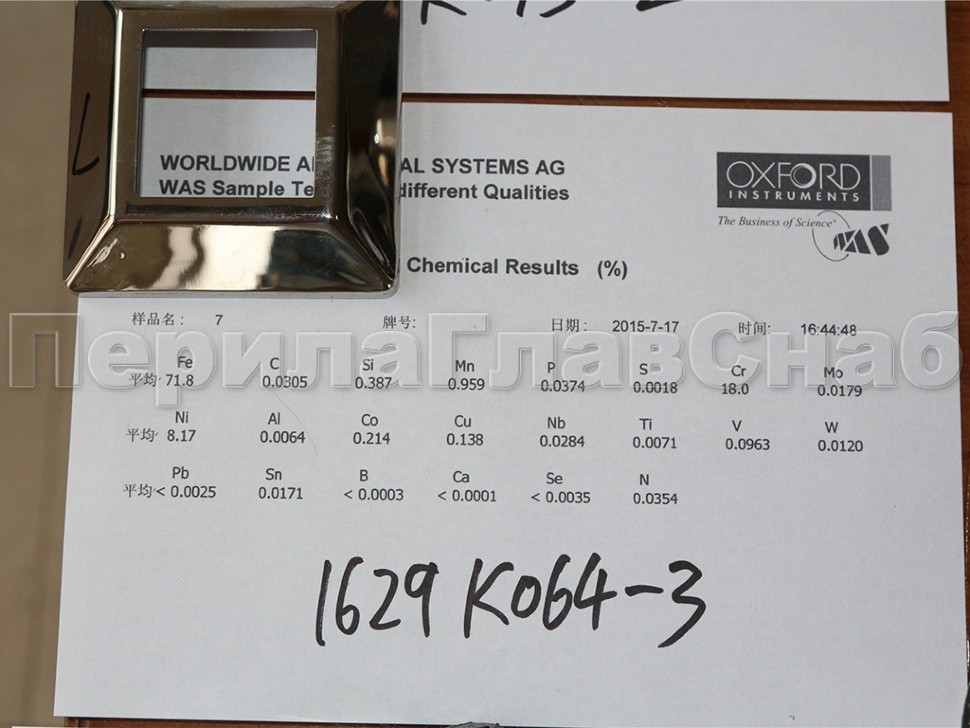 WORLDWIDE AL SYSTEMS AG
WAS Sample different Qualities
OXFORD
INSTRUMENTS
The Business of Science®
WAS
Chemical Results (%)
样品名: 7 牌号: 日期: 2015-7-17 时间: 16:44:48
ПерилаГлавСнаб
Fe C Si Mn P S Cr Mo
平均 71.8 0.0305 0.387 0.959 0.0374 0.0018 18.0 0.0179
Ni Al Co Cu Nb Ti V W
平均 8.17 0.0064 0.214 0.138 0.0284 0.0071 0.0963 0.0120
Pb Sn B Ca Se N
平均 < 0.0025 0.0171 < 0.0003 < 0.0001 < 0.0035 0.0354
1629 K064-3